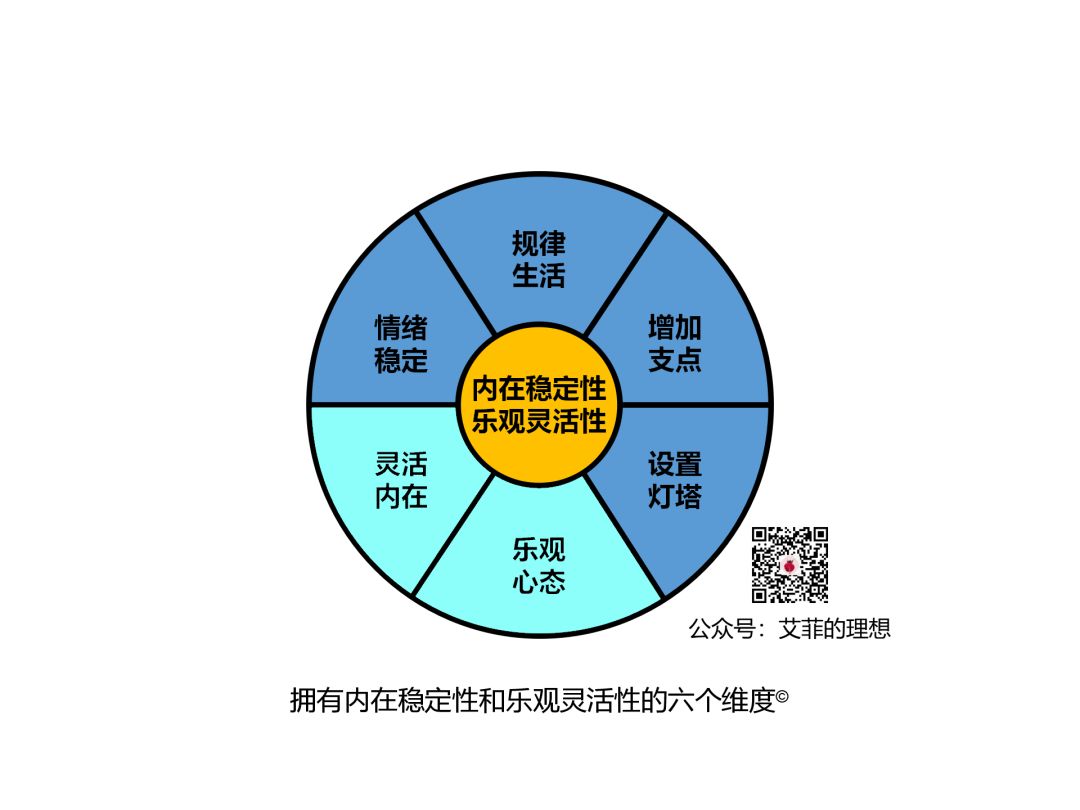 规律
生活
情绪
稳定
增加
支点
内在稳定性
乐观灵活性
灵活
内在
设置
灯塔
乐观
心态
公众号：艾菲的理想
拥有内在稳定性和乐观灵活性的六个维度©